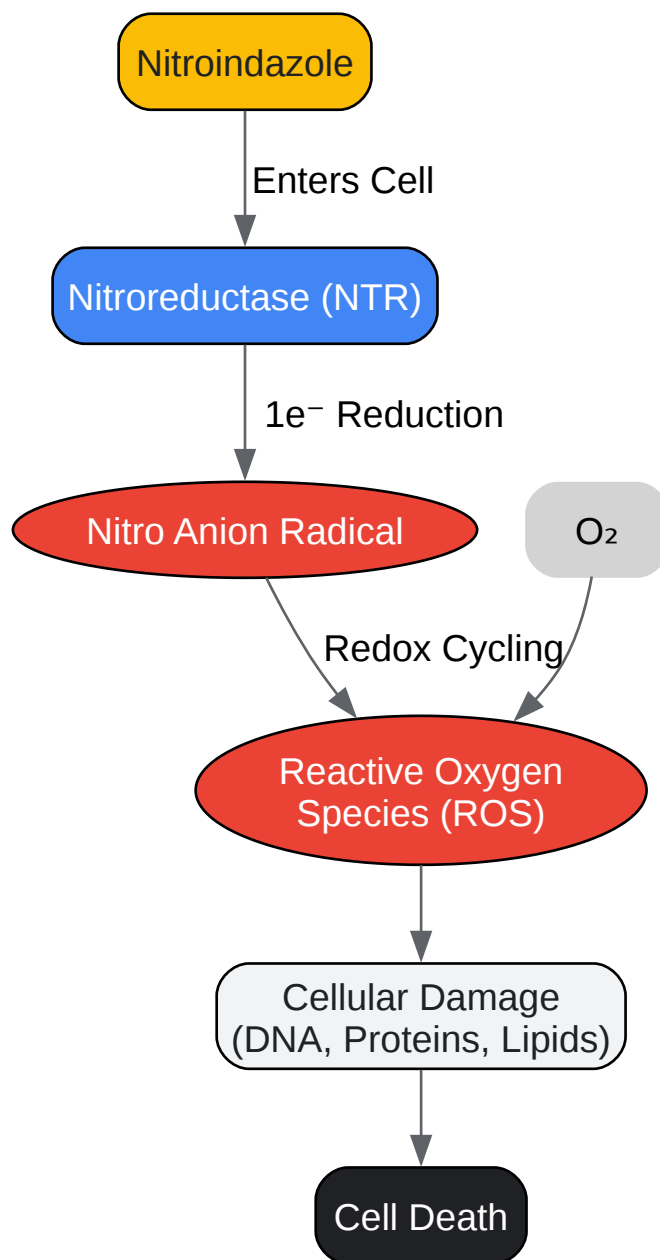 Nitroindazole
Enters Cell
Nitroreductase (NTR)
1e⁻ Reduction
Nitro Anion Radical
O₂
Redox Cycling
Reactive Oxygen
Species (ROS)
Cellular Damage
(DNA, Proteins, Lipids)
Cell Death